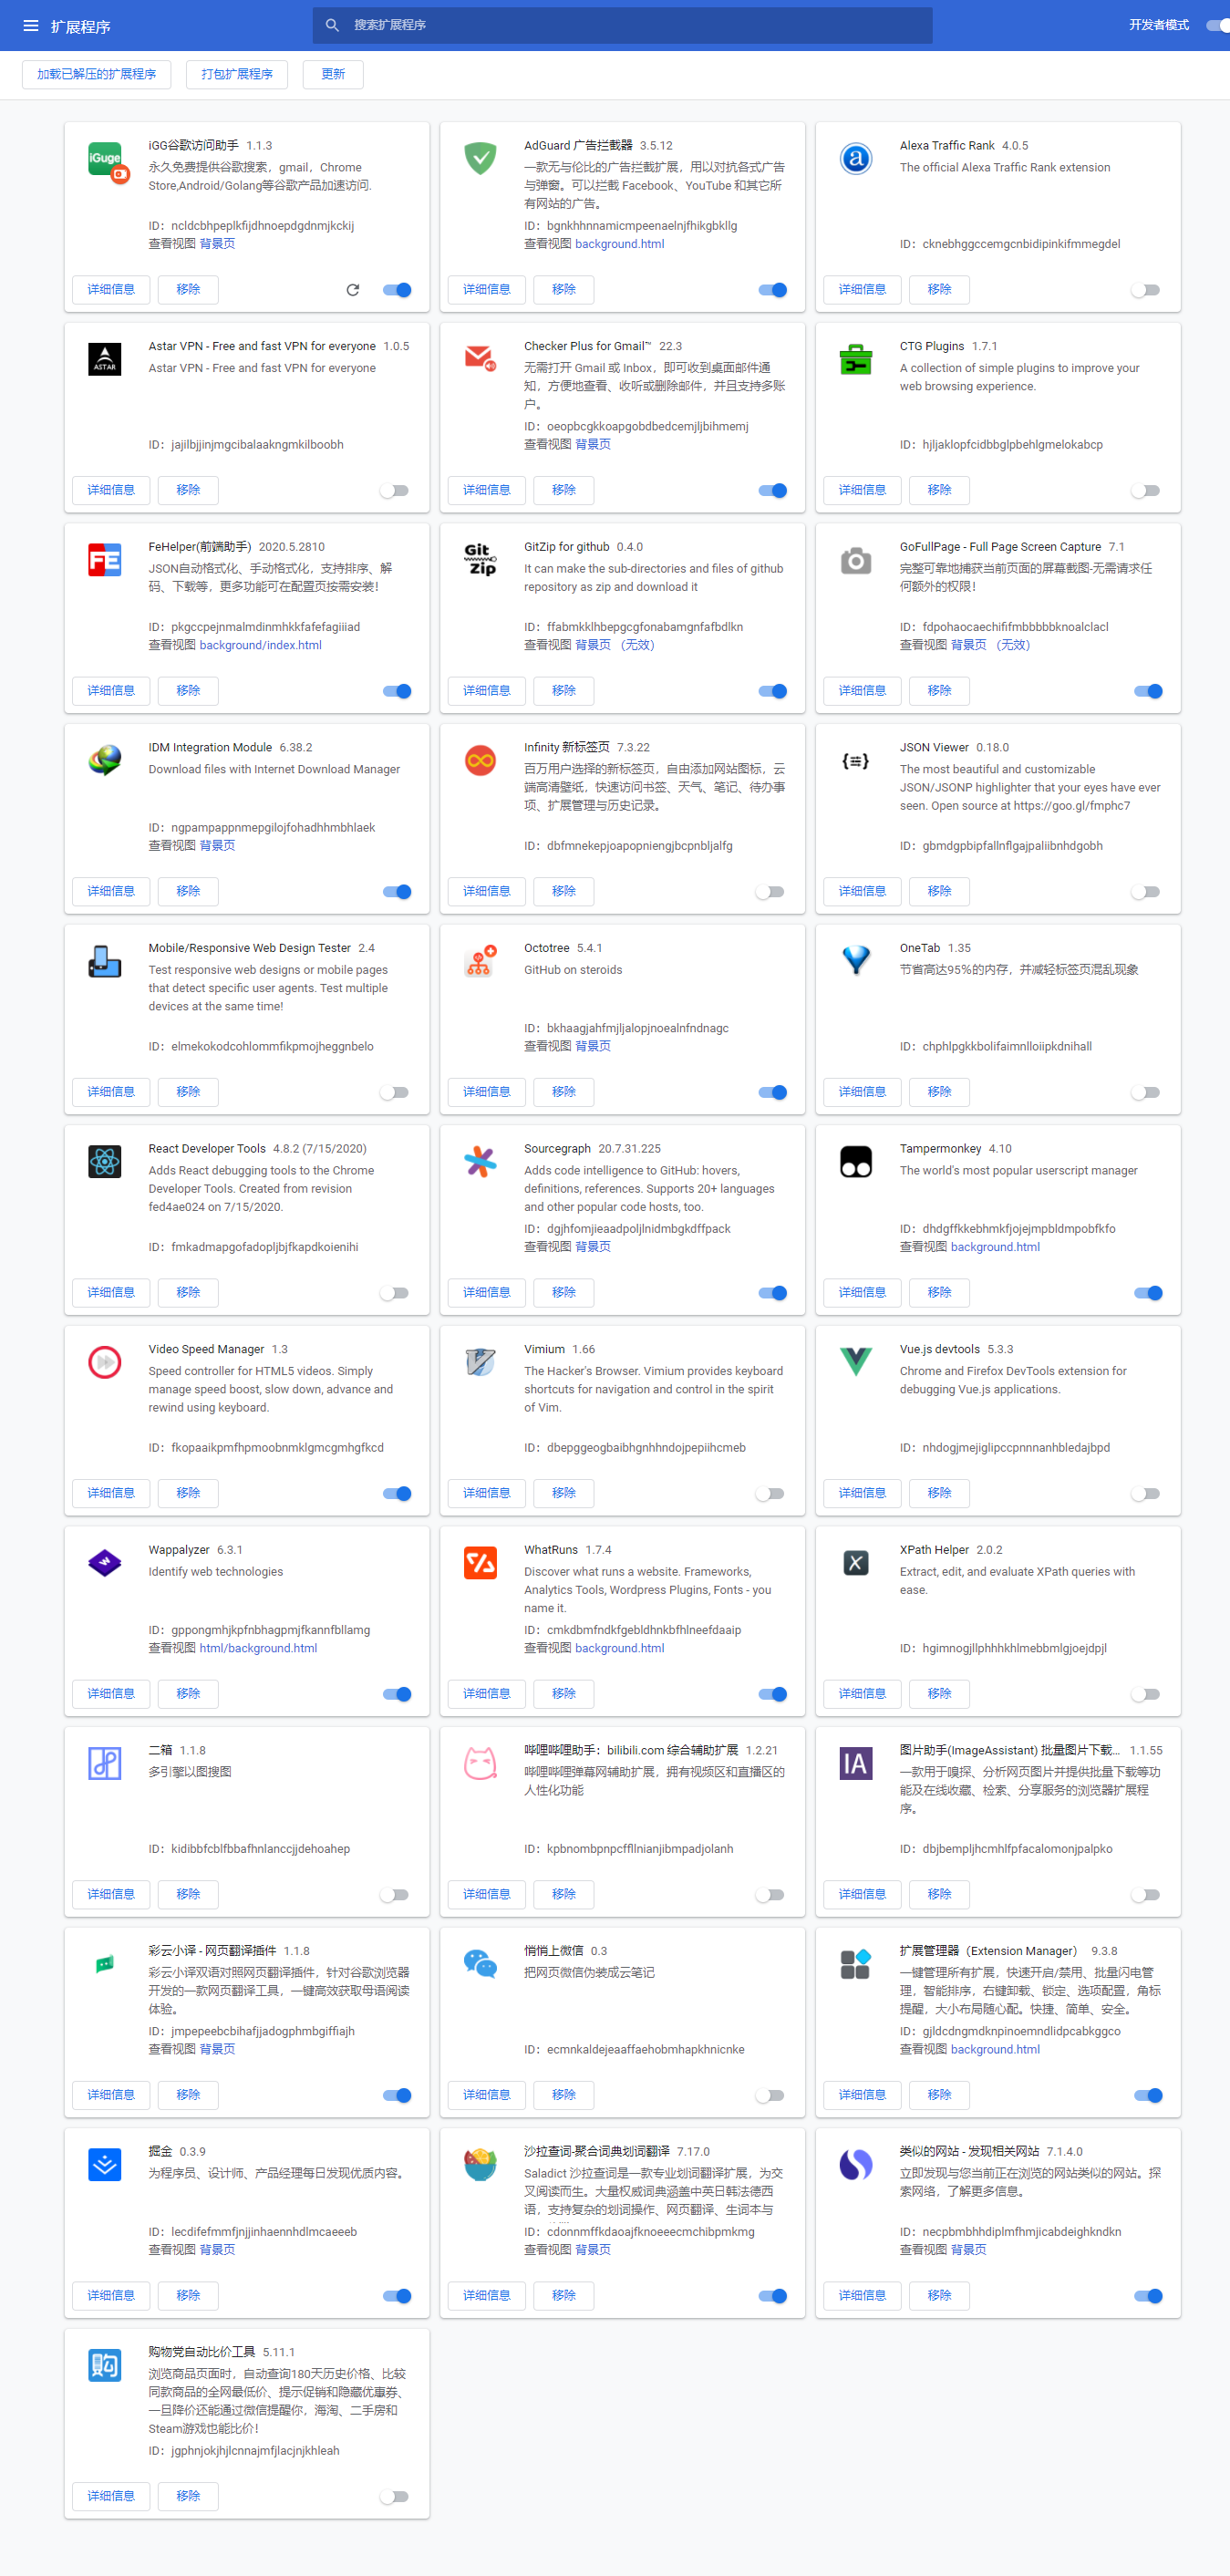 扩展程序
搜索扩展程序
开发者模式
加载已解压的扩展程序
打包扩展程序
更新
iGuge
iGG谷歌访问助手 1.1.3
永久免费提供谷歌搜索，gmail，Chrome
Store,Android/Golang等谷歌产品加速访问.
ID：ncldcbhpeplkfijdhnoepdgdnmjkckij
查看视图 背景页
详细信息
移除
AdGuard 广告拦截器 3.5.12
一款无与伦比的广告拦截扩展，用以对抗各式广告
与弹窗。可以拦截 Facebook、YouTube 和其它所
有网站的广告。
ID：bgnkhhnnamicmpeenaelnjfhikgbkllg
查看视图 background.html
详细信息
移除
Alexa Traffic Rank 4.0.5
The official Alexa Traffic Rank extension
ID：cknebhggccemgcnbidipinkifmmegdel
详细信息
移除
ASTAR
Astar VPN - Free and fast VPN for everyone 1.0.5
Astar VPN - Free and fast VPN for everyone
ID：jajilbjjinjmgcibalaakngmkilboobh
详细信息
移除
Checker Plus for Gmail™ 22.3
无需打开 Gmail 或 Inbox，即可收到桌面邮件通
知，方便地查看、收听或删除邮件，并且支持多账
户。
ID：oeopbcgkkoapgobdbedcemjljbihmemj
查看视图 背景页
详细信息
移除
CTG Plugins 1.7.1
A collection of simple plugins to improve your
web browsing experience.
ID：hjljaklopfcidbbglpbehlgmelokabcp
详细信息
移除
FE
FeHelper(前端助手) 2020.5.2810
JSON自动格式化、手动格式化，支持排序、解
码、下载等，更多功能可在配置页按需安装！
ID：pkgccpejnmalmdinmhkkfafefagiiiad
查看视图 background/index.html
详细信息
移除
Git
Zip
GitZip for github 0.4.0
It can make the sub-directories and files of github
repository as zip and download it
ID：ffabmkklhbepgcgfonabamgnfafbdlkn
查看视图 背景页 （无效）
详细信息
移除
GoFullPage - Full Page Screen Capture 7.1
完整可靠地捕获当前页面的屏幕截图-无需请求任
何额外的权限！
ID：fdpohaocaechififmbbbbbknoalclacl
查看视图 背景页 （无效）
详细信息
移除
IDM Integration Module 6.38.2
Download files with Internet Download Manager
ID：ngpampappnmepgilojfohadhhmbhlaek
查看视图 背景页
详细信息
移除
Infinity 新标签页 7.3.22
百万用户选择的新标签页，自由添加网站图标，云
端高清壁纸，快速访问书签、天气、笔记、待办事
项、扩展管理与历史记录。
ID：dbfmnekepjoapopniengjbcpnbljalfg
详细信息
移除
JSON Viewer 0.18.0
The most beautiful and customizable
JSON/JSONP highlighter that your eyes have ever
seen. Open source at https://goo.gl/fmphc7
ID：gbmdgpbipfallnflgajpaliibnhdgobh
详细信息
移除
Mobile/Responsive Web Design Tester 2.4
Test responsive web designs or mobile pages
that detect specific user agents. Test multiple
devices at the same time!
ID：elmekokodcohlommfikpmojheggnbelo
详细信息
移除
Octotree 5.4.1
GitHub on steroids
ID：bkhaagjahfmjljalopjnoealnfndnagc
查看视图 背景页
详细信息
移除
OneTab 1.35
节省高达95％的内存，并减轻标签页混乱现象
ID：chphlpgkkbolifaimnlloiipkdnihall
详细信息
移除
React Developer Tools 4.8.2 (7/15/2020)
Adds React debugging tools to the Chrome
Developer Tools. Created from revision
fed4ae024 on 7/15/2020.
ID：fmkadmapgofadopljbjfkapdkoienihi
详细信息
移除
Sourcegraph 20.7.31.225
Adds code intelligence to GitHub: hovers,
definitions, references. Supports 20+ languages
and other popular code hosts, too.
ID：dgjhfomjieaadpoljlnidmbgkdffpack
查看视图 背景页
详细信息
移除
Tampermonkey 4.10
The world's most popular userscript manager
ID：dhdgffkkebhmkfjojejmpbldmpobfkfo
查看视图 background.html
详细信息
移除
Video Speed Manager 1.3
Speed controller for HTML5 videos. Simply
manage speed boost, slow down, advance and
rewind using keyboard.
ID：fkopaaikpmfhpmoobnmklgmcgmhgfkcd
详细信息
移除
Vimium 1.66
The Hacker's Browser. Vimium provides keyboard
shortcuts for navigation and control in the spirit
of Vim.
ID：dbepggeogbaibhgnhhndojpepiihcmeb
详细信息
移除
Vue.js devtools 5.3.3
Chrome and Firefox DevTools extension for
debugging Vue.js applications.
ID：nhdogjmejiglipccpnnnanhbledajbpd
详细信息
移除
Wappalyzer 6.3.1
Identify web technologies
ID：gppongmhjkpfnbhagpmjfkannfbllamg
查看视图 html/background.html
详细信息
移除
WhatRuns 1.7.4
Discover what runs a website. Frameworks,
Analytics Tools, Wordpress Plugins, Fonts - you
name it.
ID：cmkdbmfndkfgebldhnkbfhlneefdaaip
查看视图 background.html
详细信息
移除
X
XPath Helper 2.0.2
Extract, edit, and evaluate XPath queries with
ease.
ID：hgimnogjllphhhkhlmebbmlgjoejdpjl
详细信息
移除
二箱 1.1.8
多引擎以图搜图
ID：kidibbfcblfbbafhnlanccjjdehoahep
详细信息
移除
哔哩哔哩助手：bilibili.com 综合辅助扩展 1.2.21
哔哩哔哩弹幕网辅助扩展，拥有视频区和直播区的
人性化功能
ID：kpbnombpnpcffllnianjibmpadjolanh
详细信息
移除
IA
图片助手(ImageAssistant) 批量图片下载... 1.1.55
一款用于嗅探、分析网页图片并提供批量下载等功
能及在线收藏、检索、分享服务的浏览器扩展程
序。
ID：dbjbempljhcmhlfpfacalomonjpalpko
详细信息
移除
彩云小译 - 网页翻译插件 1.1.8
彩云小译双语对照网页翻译插件，针对谷歌浏览器
开发的一款网页翻译工具，一键高效获取母语阅读
体验。
ID：jmpepeebcbihafjjadogphmbgiffiajh
查看视图 背景页
详细信息
移除
悄悄上微信 0.3
把网页微信伪装成云笔记
ID：ecmnkaldejeaaffaehobmhapkhnicnke
详细信息
移除
扩展管理器（Extension Manager） 9.3.8
一键管理所有扩展，快速开启/禁用、批量闪电管
理，智能排序，右键卸载、锁定、选项配置，角标
提醒，大小布局随心配。快捷、简单、安全。
ID：gjldcdngmdknpinoemndlidpcabkggco
查看视图 background.html
详细信息
移除
掘金 0.3.9
为程序员、设计师、产品经理每日发现优质内容。
ID：lecdifefmmfjnjjinhaennhdlmcaeeeb
查看视图 背景页
详细信息
移除
沙拉查词-聚合词典划词翻译 7.17.0
Saladict 沙拉查词是一款专业划词翻译扩展，为交
叉阅读而生。大量权威词典涵盖中英日韩法德西
语，支持复杂的划词操作、网页翻译、生词本与
ID：cdonnmffkdaoajfknoeeecmchibpmkmg
查看视图 背景页
详细信息
移除
类似的网站 - 发现相关网站 7.1.4.0
立即发现与您当前正在浏览的网站类似的网站。探
索网络，了解更多信息。
ID：necpbmbhhdiplmfhmjicabdeighkndkn
查看视图 背景页
详细信息
移除
购
购物党自动比价工具 5.11.1
浏览商品页面时，自动查询180天历史价格、比较
同款商品的全网最低价、提示促销和隐藏优惠券、
一旦降价还能通过微信提醒你，海淘、二手房和
Steam游戏也能比价！
ID：jgphnjokjhjlcnnajmfjlacjnjkhleah
详细信息
移除